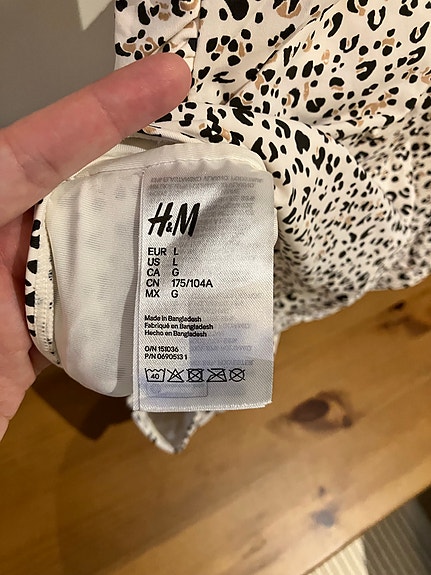 H&M
EUR L
US L
CA G
CN 175/104A
MX G
Made in Bangladesh
Fabriqué en Bangladesh
Hecho en Bangladesh
O/N 151036
P/N 0690513 1
40